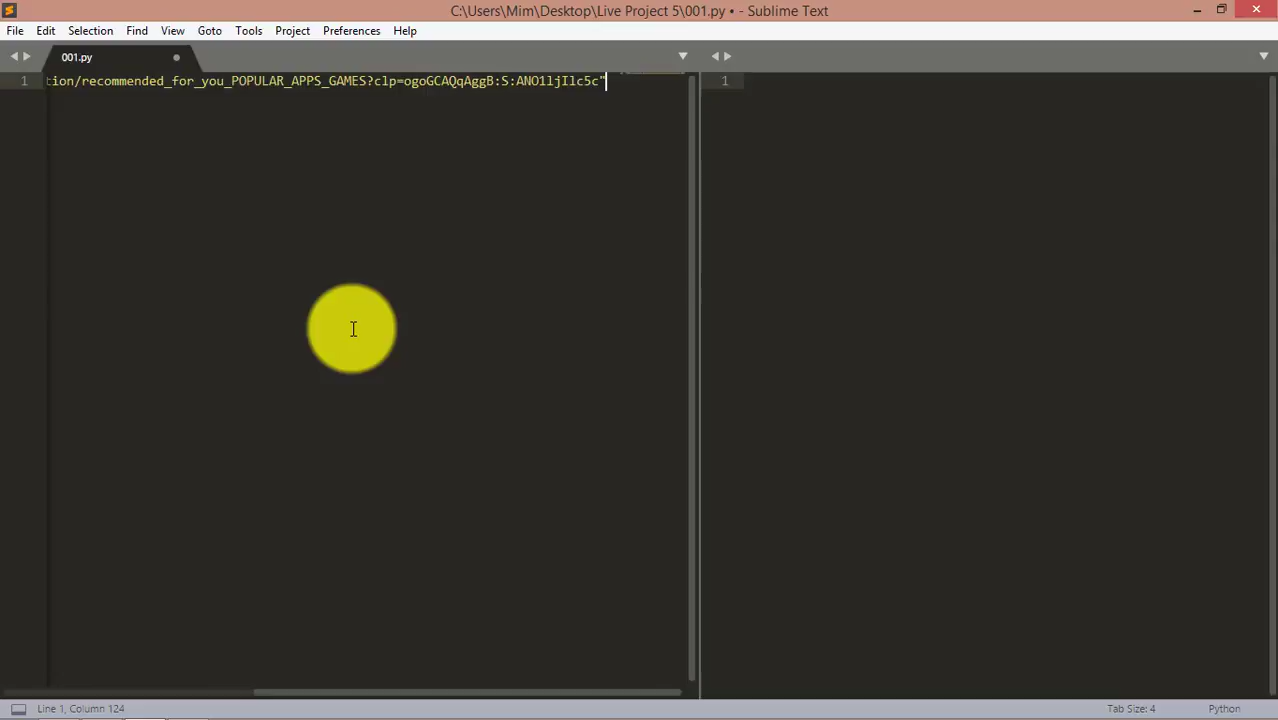 C:\Users\Mim\Desktop\Live Project 5\001.py • - Sublime Text
File Edit Selection Find View Goto Tools Project Preferences Help
001.py
1 tion/recommended_for_you_POPULAR_APPS_GAMES?clp=ogoGCAQqAggB:S:ANO1ljIlc5c"
1
Line 1, Column 124
Tab Size: 4
Python